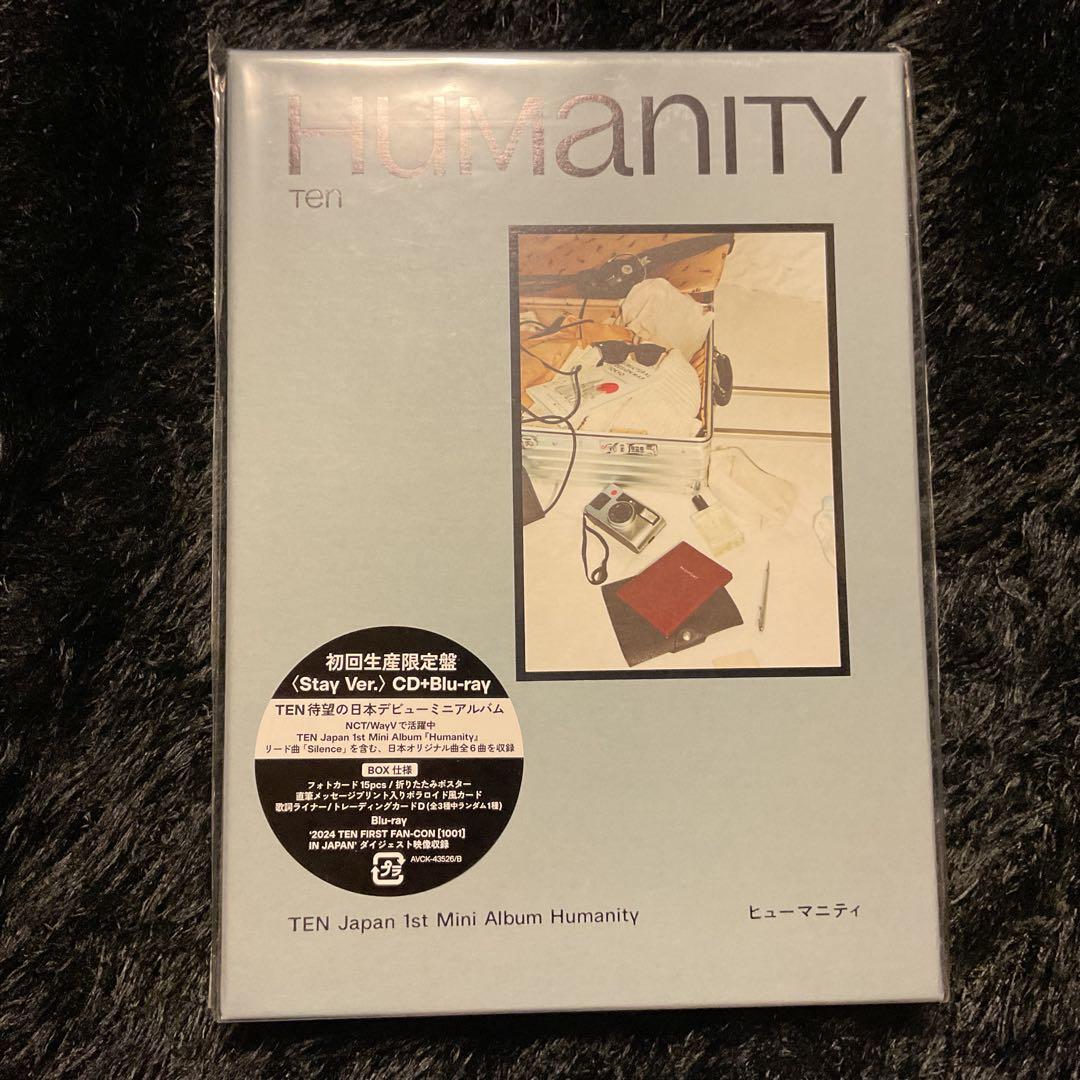 HUManITY
Ten
PASSPORT
初回生産限定盤
〈Stay Ver.〉 CD+Blu-ray
TEN 待望の日本デビューミニアルバム
NCT/WayVで活躍中
TEN Japan 1st Mini Album『Humanity』
リード曲「Silence」を含む、日本オリジナル曲全6曲を収録
BOX 仕様
フォトカード15pcs / 折りたたみポスター
直筆メッセージプリント入りポラロイド風カード
歌詞ライナー/トレーディングカードD(全3種中ランダム1種)
Blu-ray
'2024 TEN FIRST FAN-CON [1001]
IN JAPAN' ダイジェスト映像収録
プラ
AVCK-43526/B
TEN Japan 1st Mini Album Humanity
ヒューマニティ